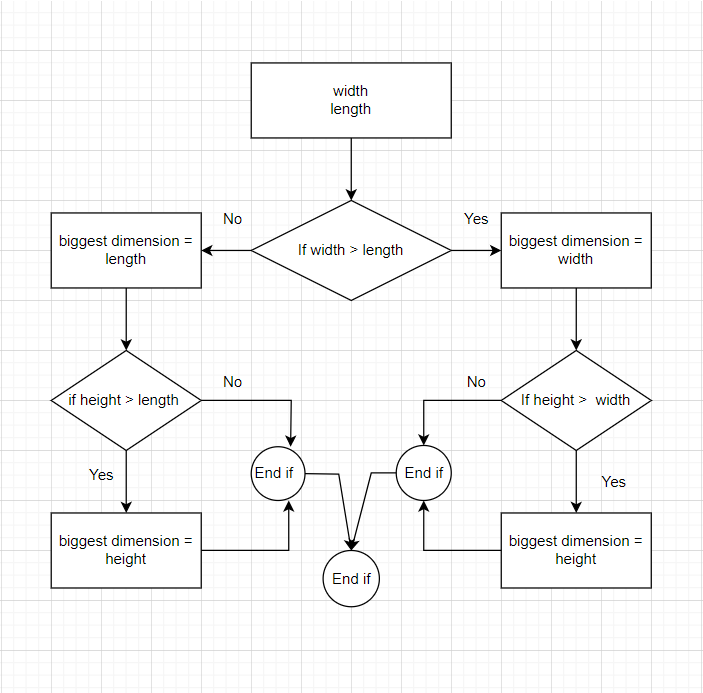 width
length
No
Yes
biggest dimension =
length
If width > length
biggest dimension =
width
No
No
if height > length
If height >  width
Yes
End if
End if
Yes
biggest dimension =
height
biggest dimension =
height
End if